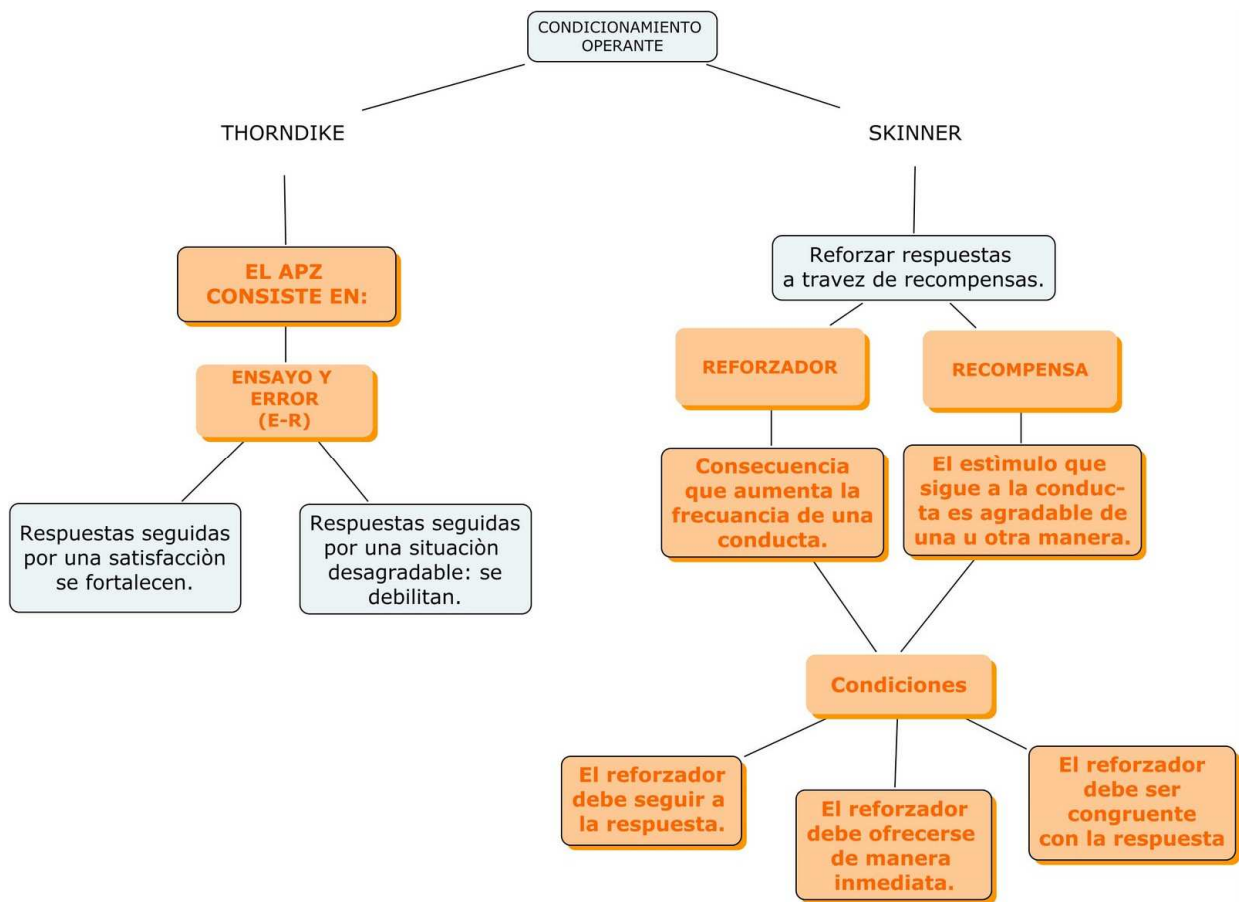 CONDICIONAMIENTO
OPERANTE
THORNDIKE
SKINNER
EL APZ
CONSISTE EN:
Reforzar respuestas
a travez de recompensas.
ENSAYO Y
ERROR
(E-R)
REFORZADOR
RECOMPENSA
Respuestas seguidas
por una satisfacciòn
se fortalecen.
Respuestas seguidas
por una situaciòn
desagradable: se
debilitan.
Consecuencia
que aumenta la
frecuancia de una
conducta.
El estìmulo que
sigue a la conduc-
ta es agradable de
una u otra manera.
Condiciones
El reforzador
debe seguir a
la respuesta.
El reforzador
debe ofrecerse
de manera
inmediata.
El reforzador
debe ser
congruente
con la respuesta